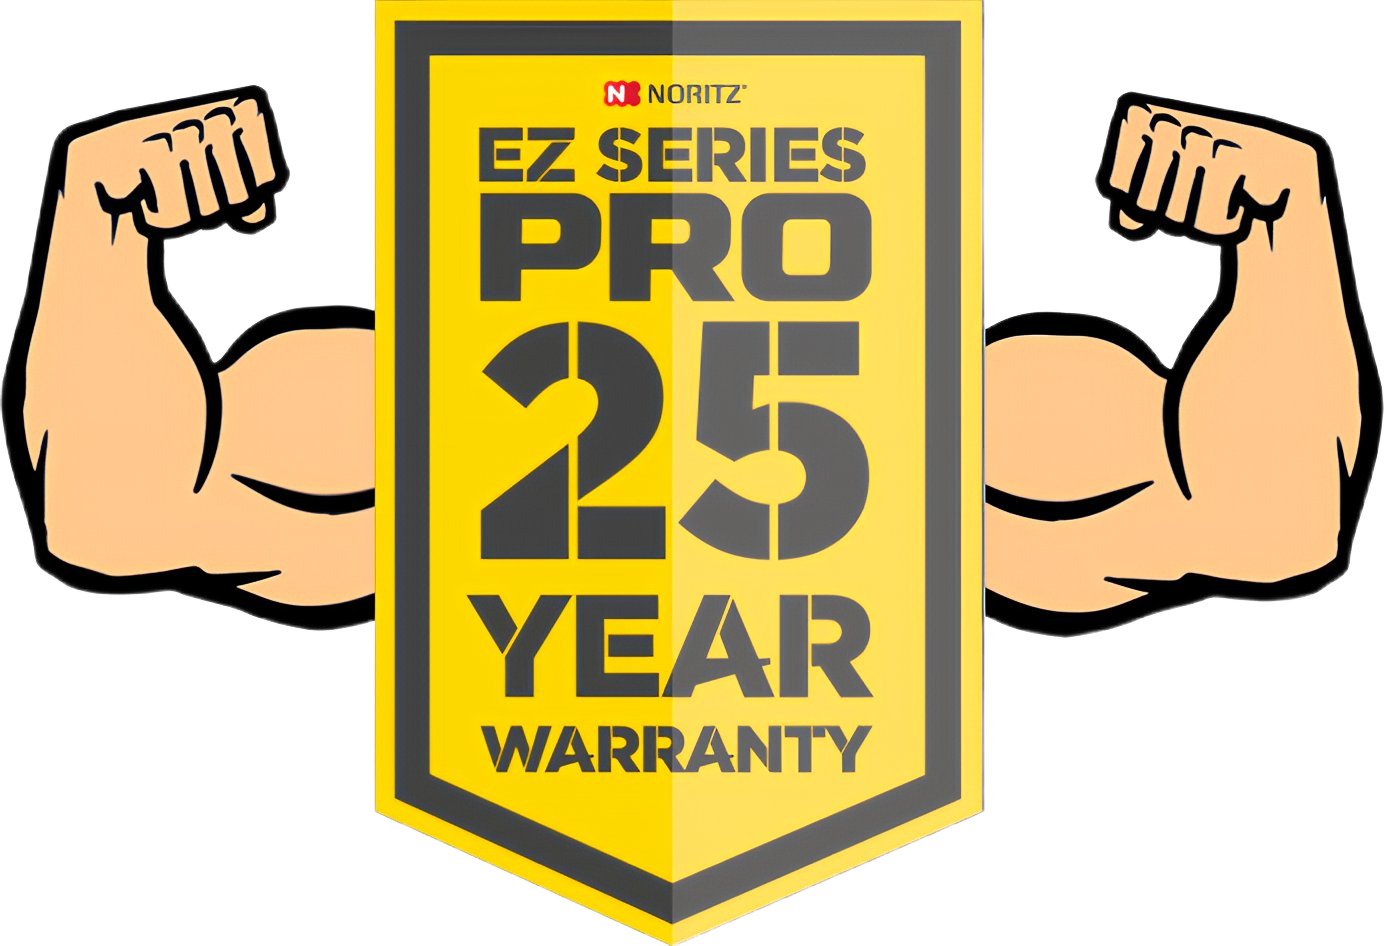 N NORITZ®
EZ SERIES
PRO
25
YEAR
WARRANTY